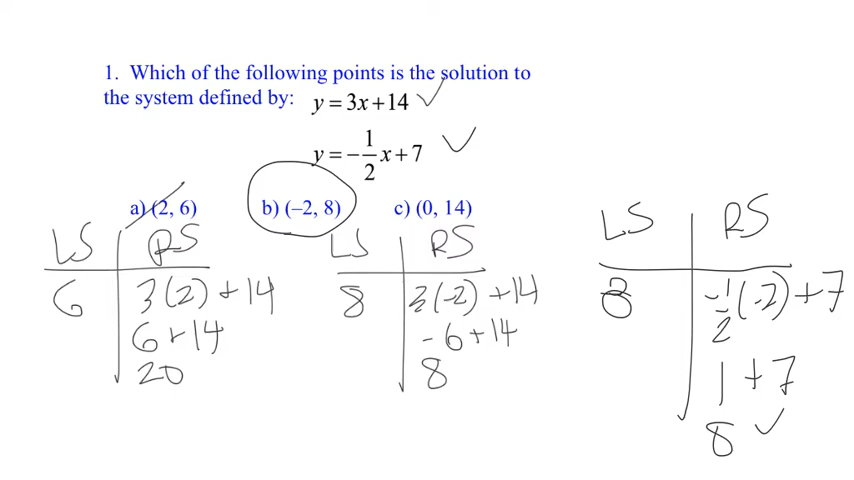 1. Which of the following points is the solution to
the system defined by: y = 3x + 14 ✓
y = -1/2 x + 7 ✓
a) (2, 6) b) (–2, 8) c) (0, 14)
LS RS
6 3(2) + 14
6 + 14
20
LS RS
8 3(-2) + 14
-6 + 14
8
LS RS
8 -1/2(-2) + 7
1 + 7
8 ✓